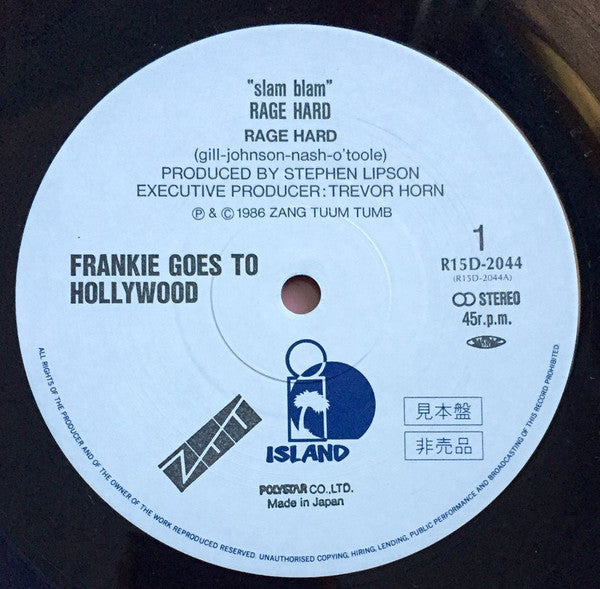 "slam blam"
RAGE HARD
RAGE HARD
(gill-johnson-nash-o'toole)
PRODUCED BY STEPHEN LIPSON
EXECUTIVE PRODUCER: TREVOR HORN
Ⓟ & © 1986 ZANG TUUM TUMB
FRANKIE GOES TO
HOLLYWOOD
1
R15D-2044
(R15D-2044A)
STEREO
45r.p.m.
ZTT
ISLAND
見本盤
非売品
POLYSTAR CO.,LTD.
Made in Japan
ALL RIGHTS OF THE PRODUCER AND OF THE OWNER OF THE WORK REPRODUCED RESERVED. UNAUTHORISED COPYING, HIRING, LENDING, PUBLIC PERFORMANCE AND BROADCASTING OF THIS RECORD PROHIBITED.